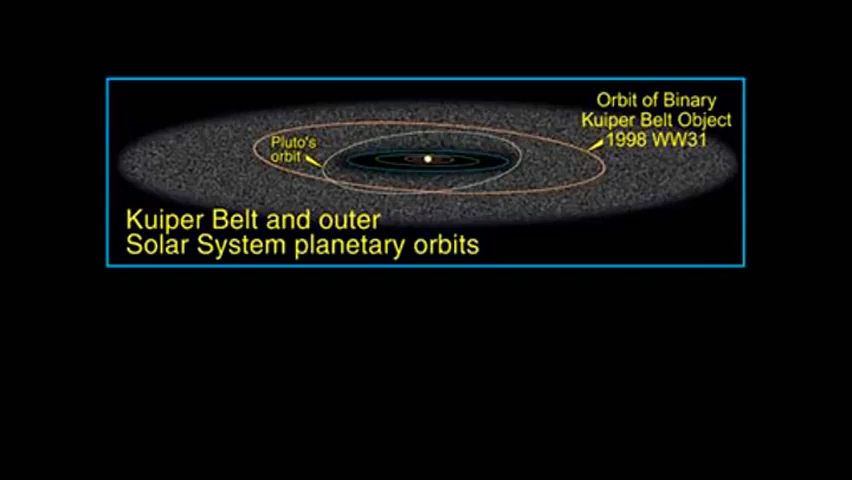 Orbit of Binary
Kuiper Belt Object
1998 WW31
Pluto's
orbit
Kuiper Belt and outer
Solar System planetary orbits